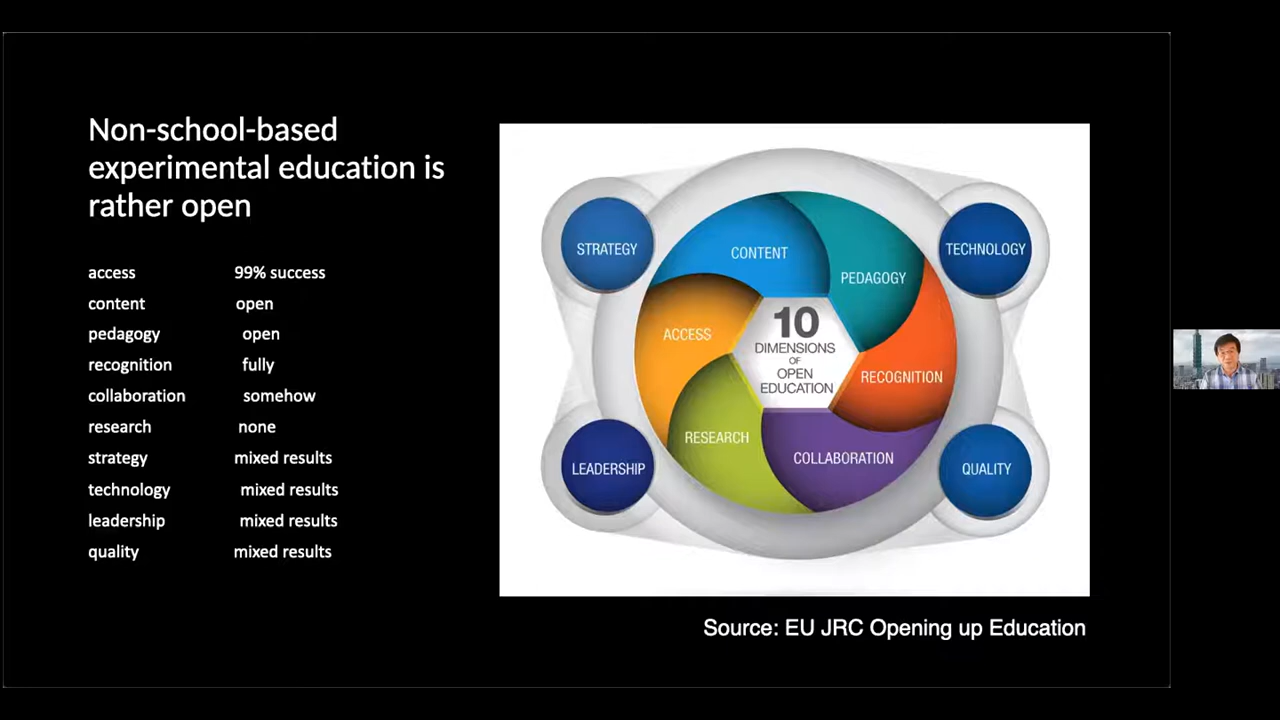 Non-school-based
experimental education is
rather open
access 99% success
content open
pedagogy open
recognition fully
collaboration somehow
research none
strategy mixed results
technology mixed results
leadership mixed results
quality mixed results
STRATEGY
CONTENT
PEDAGOGY
TECHNOLOGY
ACCESS
10
DIMENSIONS
OF
OPEN
EDUCATION
RECOGNITION
RESEARCH
COLLABORATION
LEADERSHIP
QUALITY
Source: EU JRC Opening up Education